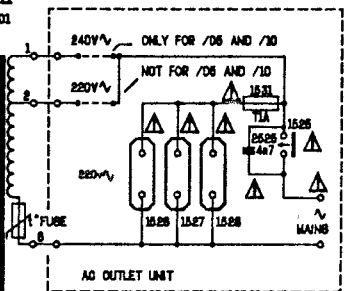 01
1
240V∿ ONLY FOR /05 AND /10
2
220V∿ NOT FOR /05 AND /10
1531
T1A
1525
2525
4n7
220V∿
1526 1527 1528
1°FUSE
6
∿
MAINS
AC OUTLET UNIT